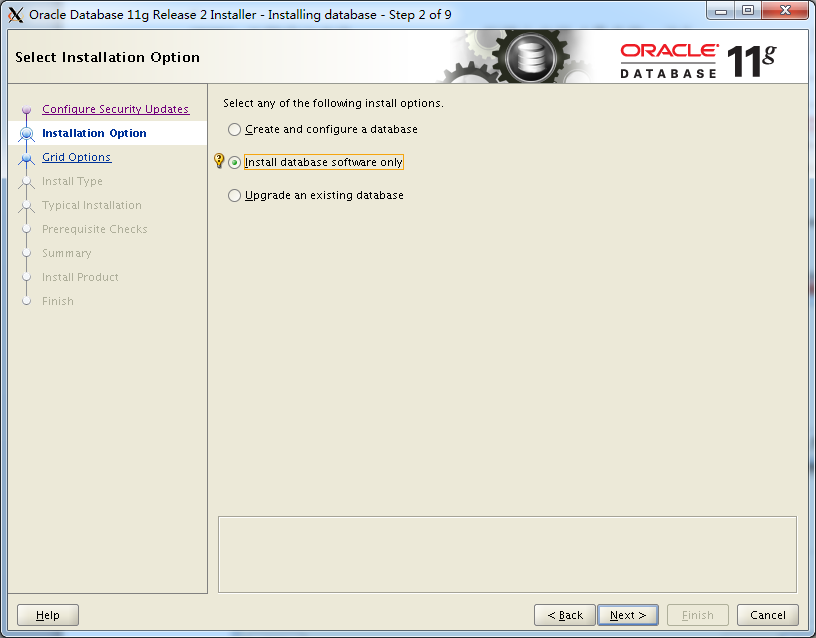 Oracle Database 11g Release 2 Installer - Installing database - Step 2 of 9
Select Installation Option
ORACLE
DATABASE
11g
Configure Security Updates
Installation Option
Grid Options
Install Type
Typical Installation
Prerequisite Checks
Summary
Install Product
Finish
Select any of the following install options.
Create and configure a database
Install database software only
Upgrade an existing database
Help
< Back
Next >
Finish
Cancel